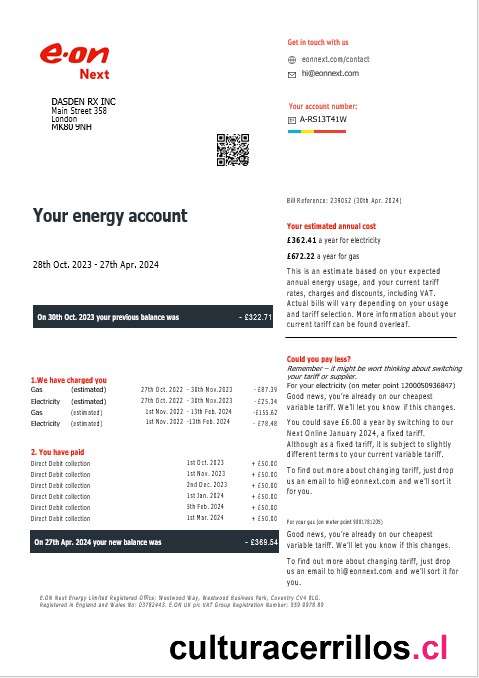 e·on
Next
DASDEN RX INC
Main Street 358
London
MK80 9NH
Get in touch with us
eonnext.com/contact
hi@eonnext.com
Your account number:
A-RS13T41W
Bill Reference: 239052 (30th Apr. 2024)
Your energy account
28th Oct. 2023 - 27th Apr. 2024
On 30th Oct. 2023 your previous balance was - £322.71
1.We have charged you
Gas (estimated) 27th Oct. 2022 - 30th Nov.2023 -£87.39
Electricity (estimated) 27th Oct. 2022 - 30th Nov.2023 -£25.34
Gas (estimated) 1st Nov. 2022 -13th Feb. 2024 -£155.62
Electricity (estimated) 1st Nov. 2022 -13th Feb. 2024 -£78.48
2. You have paid
Direct Debit collection 1st Oct. 2023 + £50.00
Direct Debit collection 1st Nov. 2023 + £50.00
Direct Debit collection 2nd Dec. 2023 + £50.00
Direct Debit collection 1st Jan. 2024 + £50.00
Direct Debit collection 5th Feb. 2024 + £50.00
Direct Debit collection 1st Mar. 2024 + £50.00
On 27th Apr. 2024 your new balance was - £369.54
Your estimated annual cost
£362.41 a year for electricity
£672.22 a year for gas
This is an estimate based on your expected
annual energy usage, and your current tariff
rates, charges and discounts, including VAT.
Actual bills will vary depending on your usage
and tariff selection. More information about your
current tariff can be found overleaf.
Could you pay less?
Remember – it might be wort thinking about switching
your tariff or supplier.
For your electricity (on meter point 1200050936847)
Good news, you're already on our cheapest
variable tariff. We'll let you know if this changes.
You could save £6.00 a year by switching to our
Next Online January 2024, a fixed tariff.
Although as a fixed tariff, it is subject to slightly
different terms to your current variable tariff.
To find out more about changing tariff, just drop
us an email to hi@eonnext.com and we'll sort it
for you.
For your gas (on meter point 9081781205)
Good news, you're already on our cheapest
variable tariff. We'll let you know if this changes.
To find out more about changing tariff, just drop
us an email to hi@eonnext.com and we'll sort it for
you.
E.ON Next Energy Limited Registered Office: Westwood Way, Westwood Business Park, Coventry CV4 8LG.
Registered in England and Wales No: 03782443. E.ON UK plc VAT Group Registration Number: 559 0978 89
culturacerrillos.cl